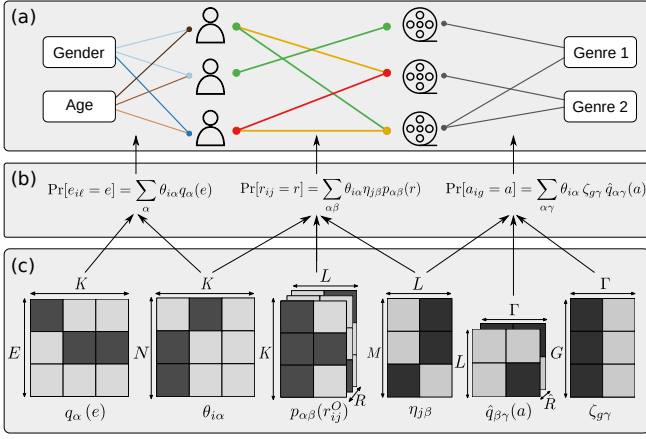 (a)
Gender
Age
Genre 1
Genre 2
(b)
Pr[e_{iℓ} = e] = ∑_α θ_{iα} q_α(e)
Pr[r_{ij} = r] = ∑_{αβ} θ_{iα} η_{jβ} p_{αβ}(r)
Pr[a_{ig} = a] = ∑_{αγ} θ_{iα} ζ_{gγ} q̂_{αγ}(a)
(c)
K
K
L
L
Γ
Γ
E
N
K
M
L
G
R
R̂
q_α(e)
θ_{iα}
p_{αβ}(r^O_{ij})
η_{jβ}
q̂_{βγ}(a)
ζ_{gγ}